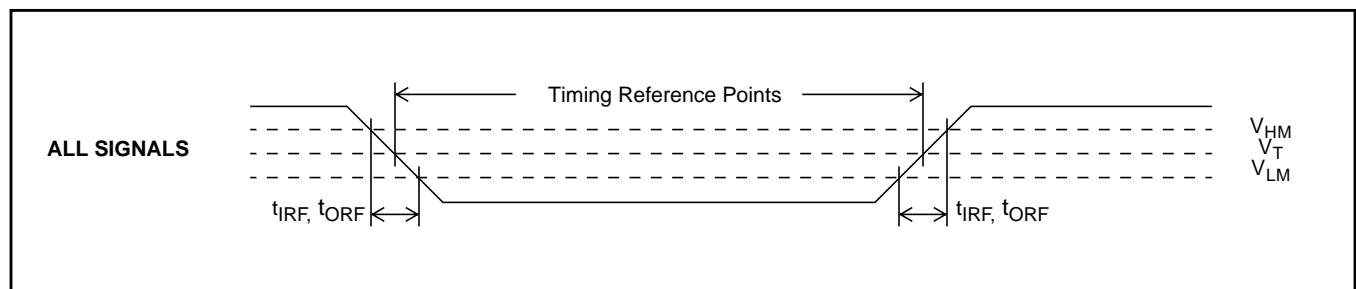 Timing Reference Points
ALL SIGNALS
V_HM
V_T
V_LM
t_IRF, t_ORF
t_IRF, t_ORF